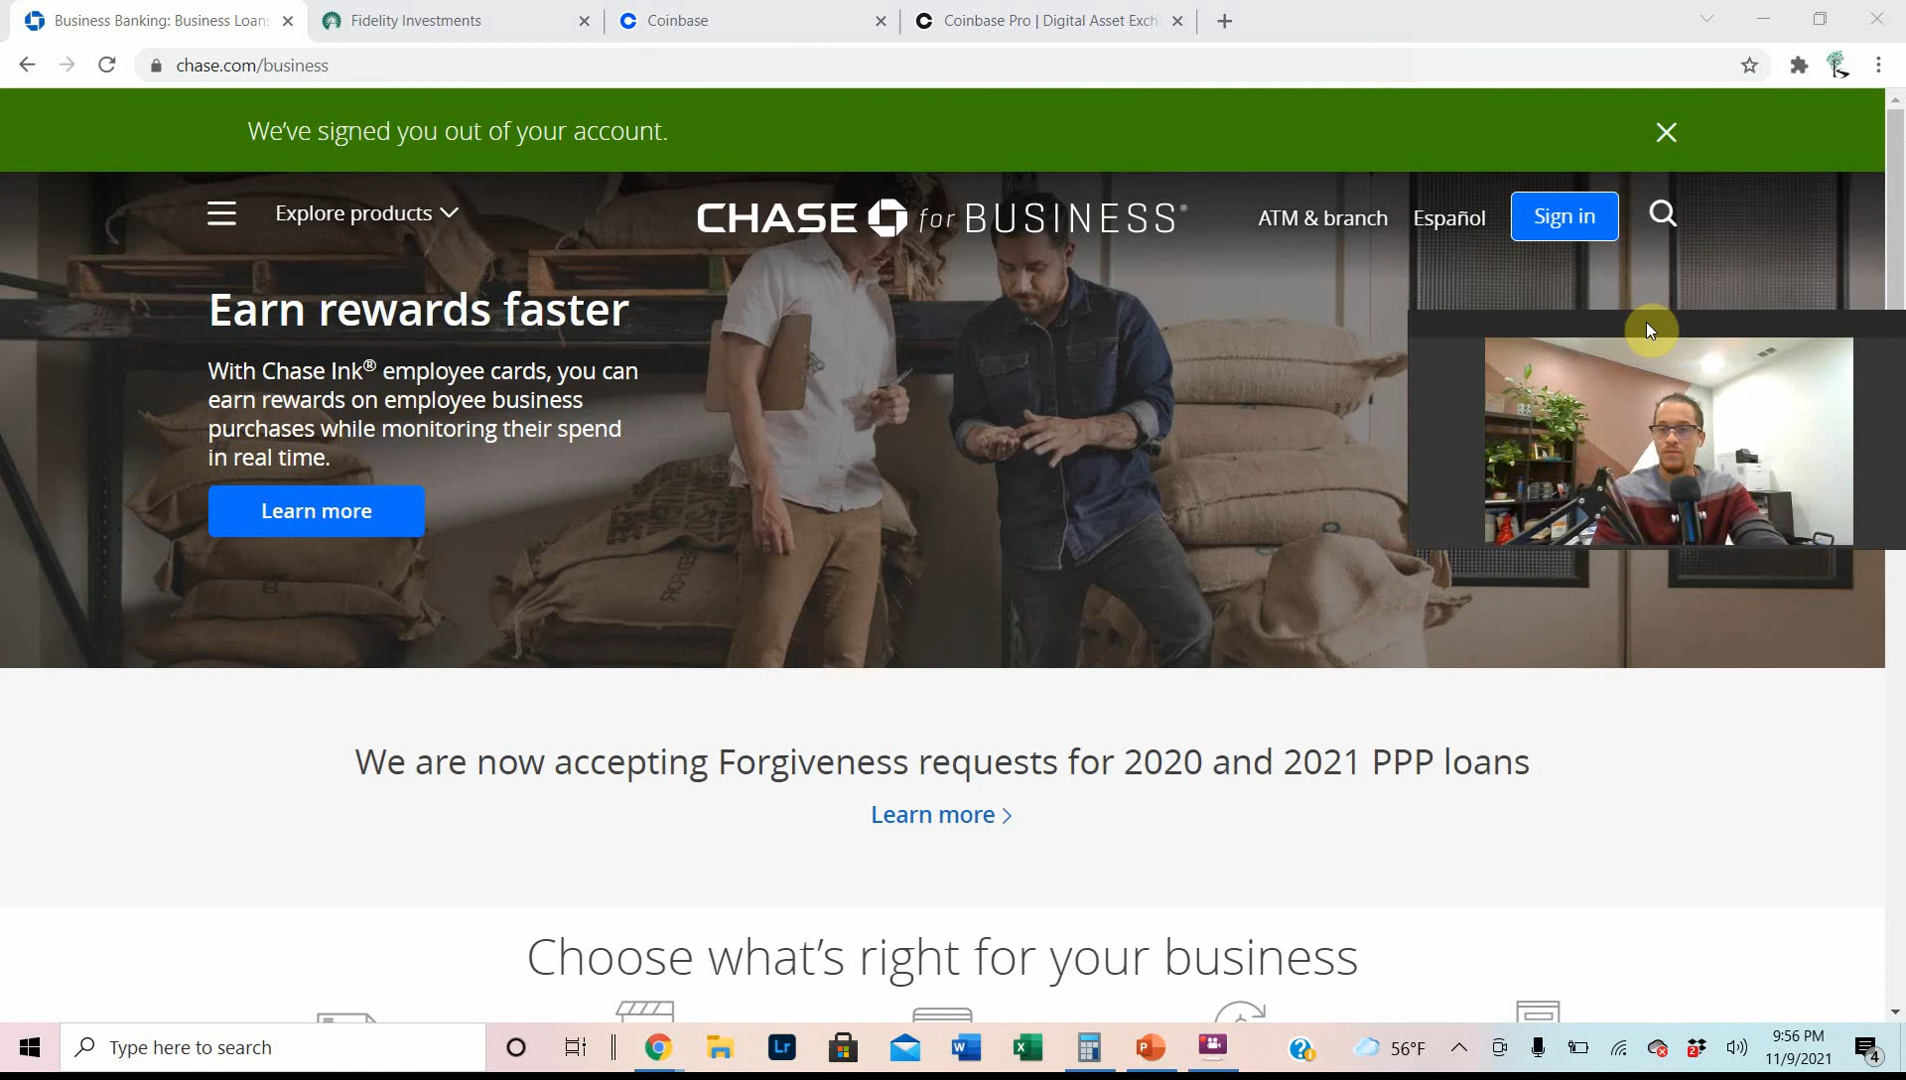 Business Banking: Business Loan
Fidelity Investments
Coinbase
Coinbase Pro | Digital Asset Exch
chase.com/business
We've signed you out of your account.
Explore products
CHASE for BUSINESS®
ATM & branch
Español
Sign in
Earn rewards faster
With Chase Ink® employee cards, you can
earn rewards on employee business
purchases while monitoring their spend
in real time.
Learn more
We are now accepting Forgiveness requests for 2020 and 2021 PPP loans
Learn more >
Choose what's right for your business
Type here to search
Lr
W
X
P
2
56°F
9:56 PM
11/9/2021
4